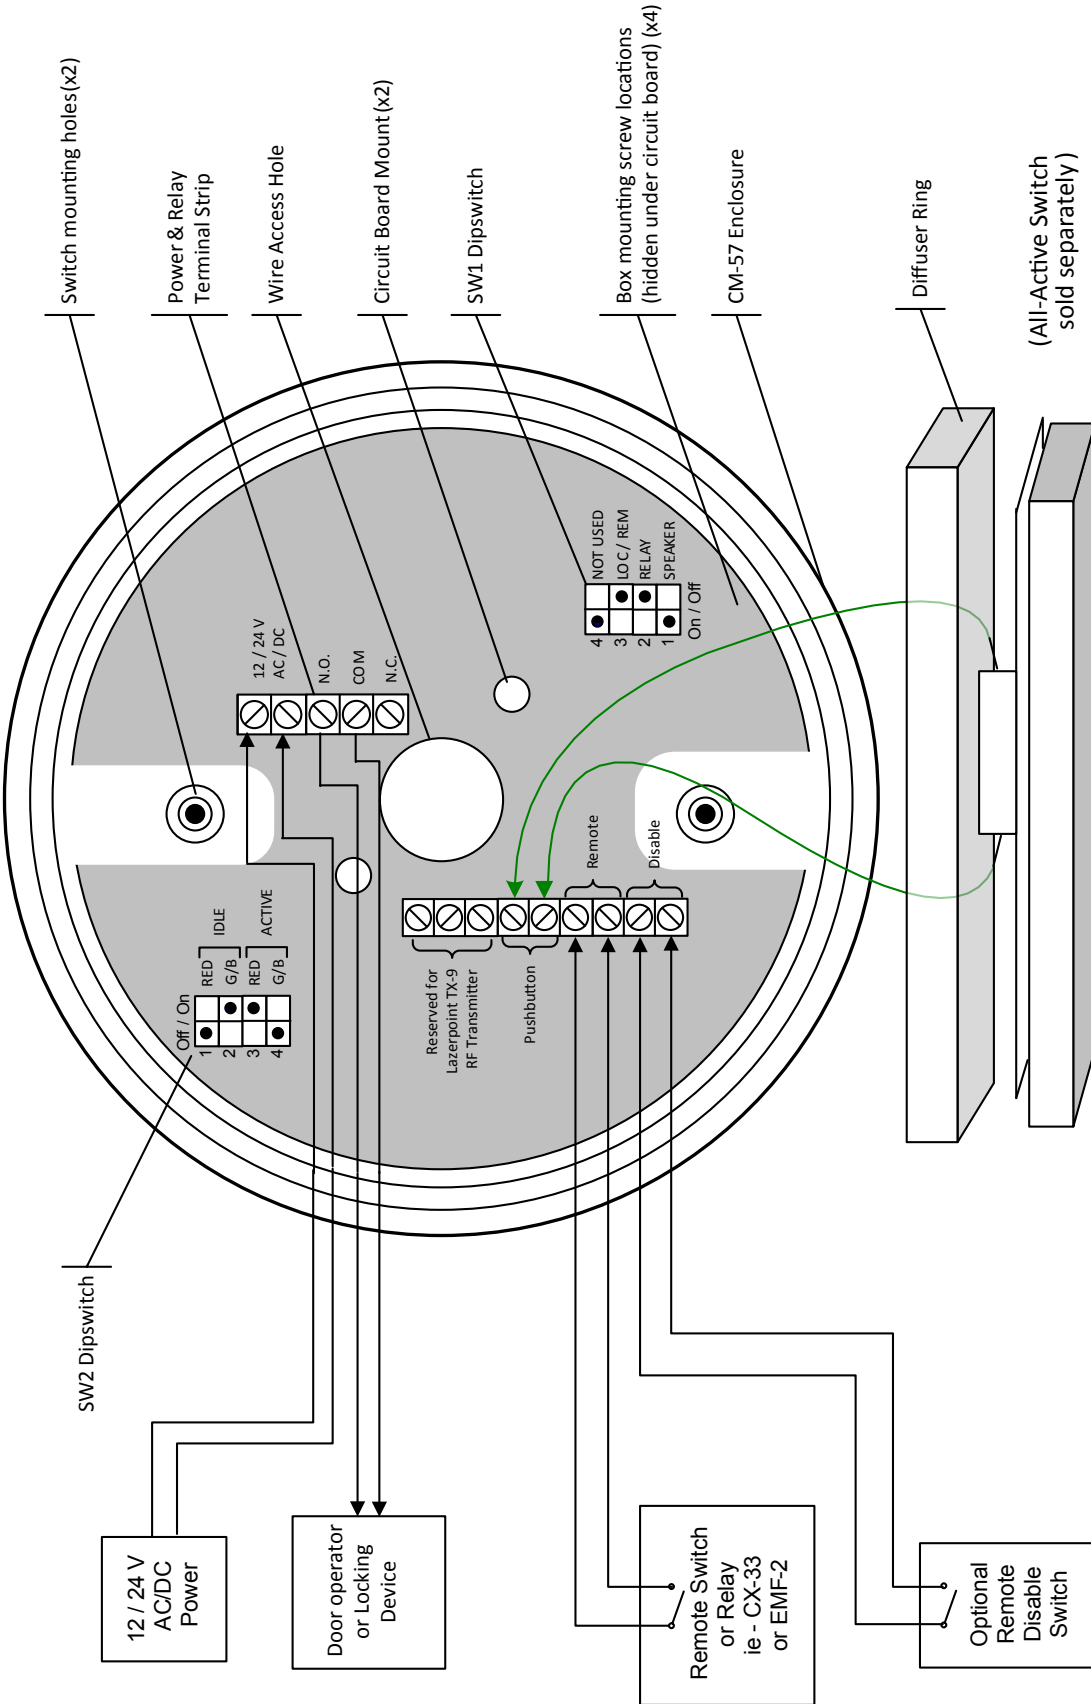 Switch mounting holes(x2)
Power & Relay
Terminal Strip
Wire Access Hole
Circuit Board Mount(x2)
SW1 Dipswitch
Box mounting screw locations
(hidden under circuit board) (x4)
CM-57 Enclosure
Diffuser Ring
(All-Active Switch
sold separately)
12 / 24 V
AC / DC
N.O.
COM
N.C.
NOT USED
LOC / REM
RELAY
SPEAKER
4
3
2
1
On / Off
Remote
Disable
SW2 Dipswitch
Off / On
1
2
3
4
RED
G/B
RED
G/B
IDLE
ACTIVE
Reserved for
Lazerpoint TX-9
RF Transmitter
Pushbutton
12 / 24 V
AC/DC
Power
Door operator
or Locking
Device
Remote Switch
or Relay
ie - CX-33
or EMF-2
Optional
Remote
Disable
Switch